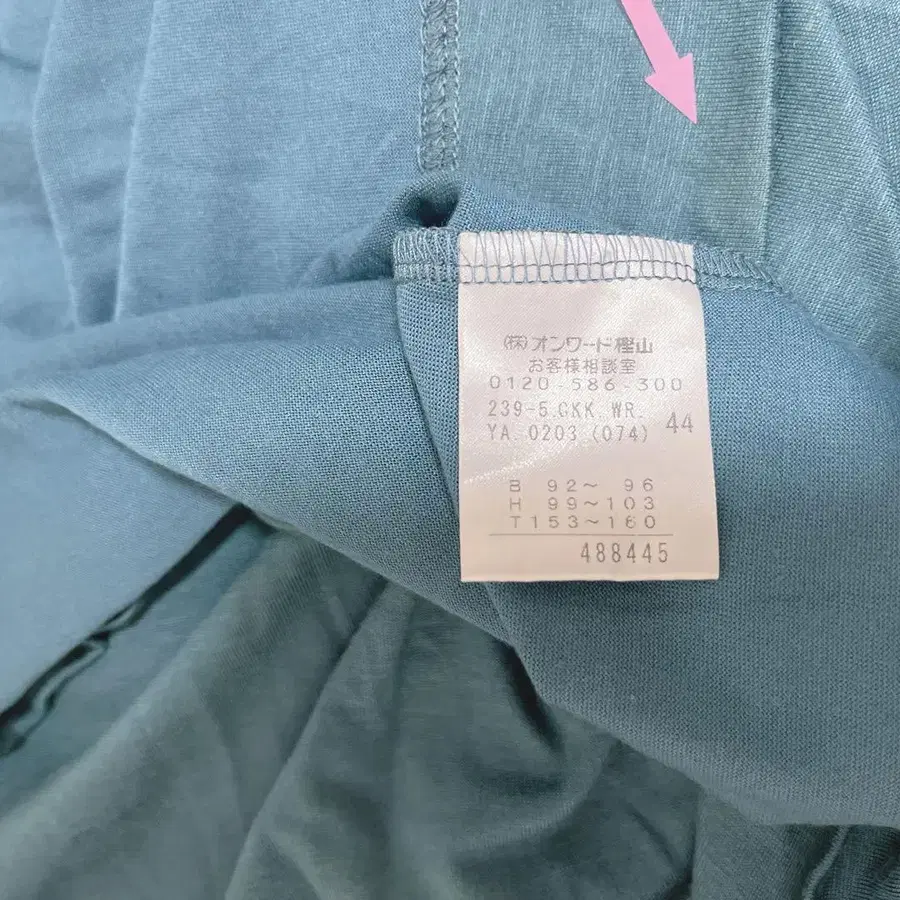 (株)オンワード樫山
お客様相談室
0120-586-300
239-5.CKK.WR.
YA.0203 (074) 44
B 92〜 96
H 99〜103
T153〜160
488445